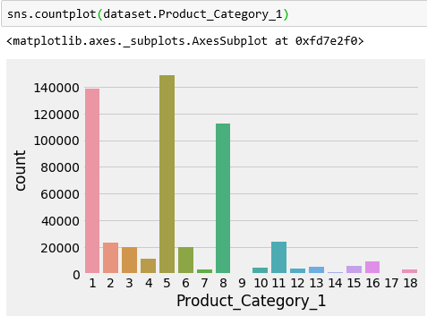 sns.countplot(dataset.Product_Category_1)
<matplotlib.axes._subplots.AxesSubplot at 0xfd7e2f0>
140000
120000
100000
80000
60000
40000
20000
0
count
1 2 3 4 5 6 7 8 9 10 11 12 13 14 15 16 17 18
Product_Category_1